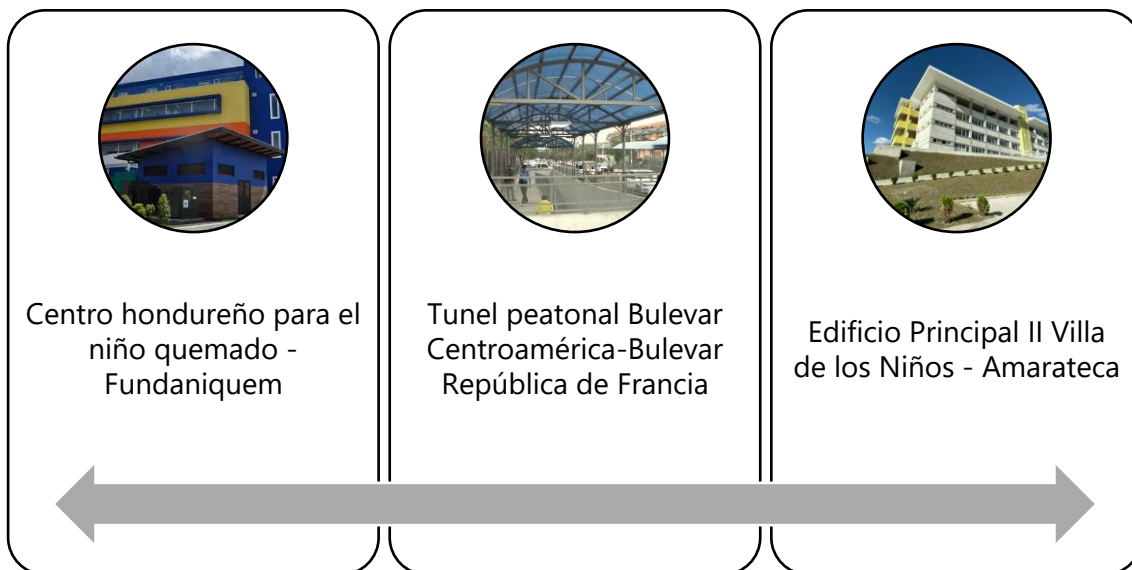 Centro hondureño para el
niño quemado -
Fundaniquem
Tunel peatonal Bulevar
Centroamérica-Bulevar
República de Francia
Edificio Principal II Villa
de los Niños - Amarateca